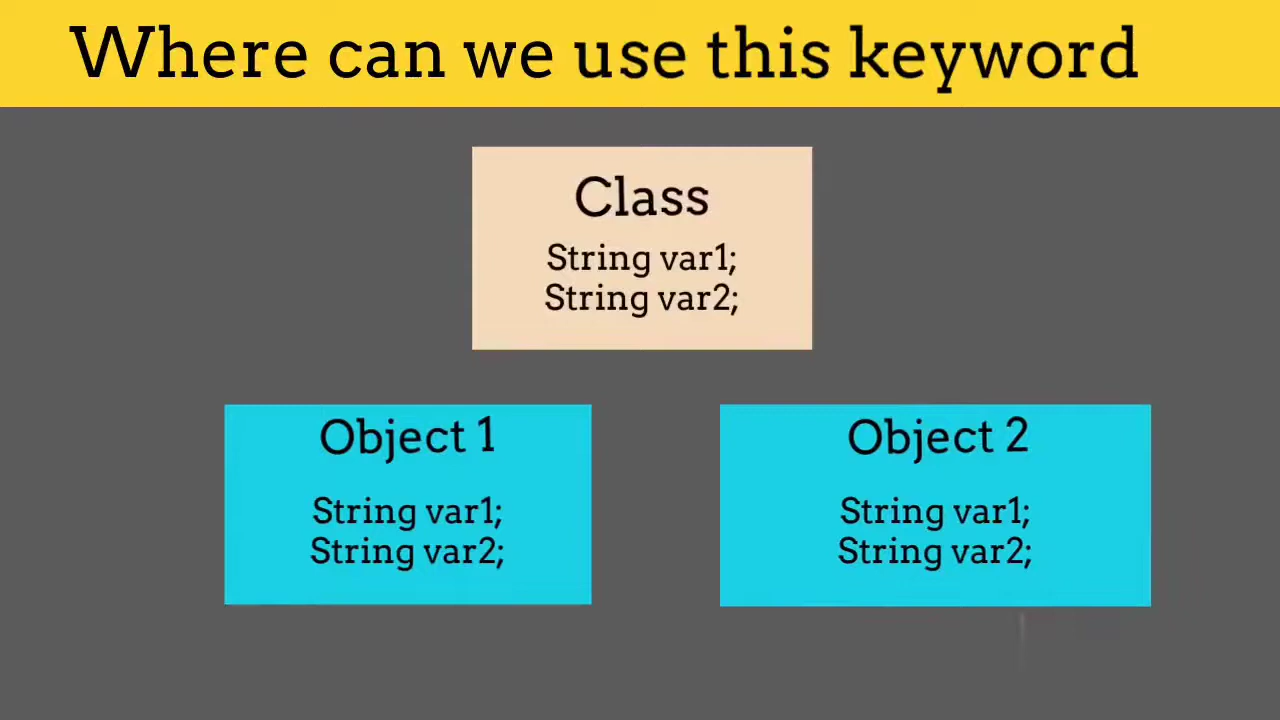 Where can we use this keyword
Class
String var1;
String var2;
Object 1
String var1;
String var2;
Object 2
String var1;
String var2;